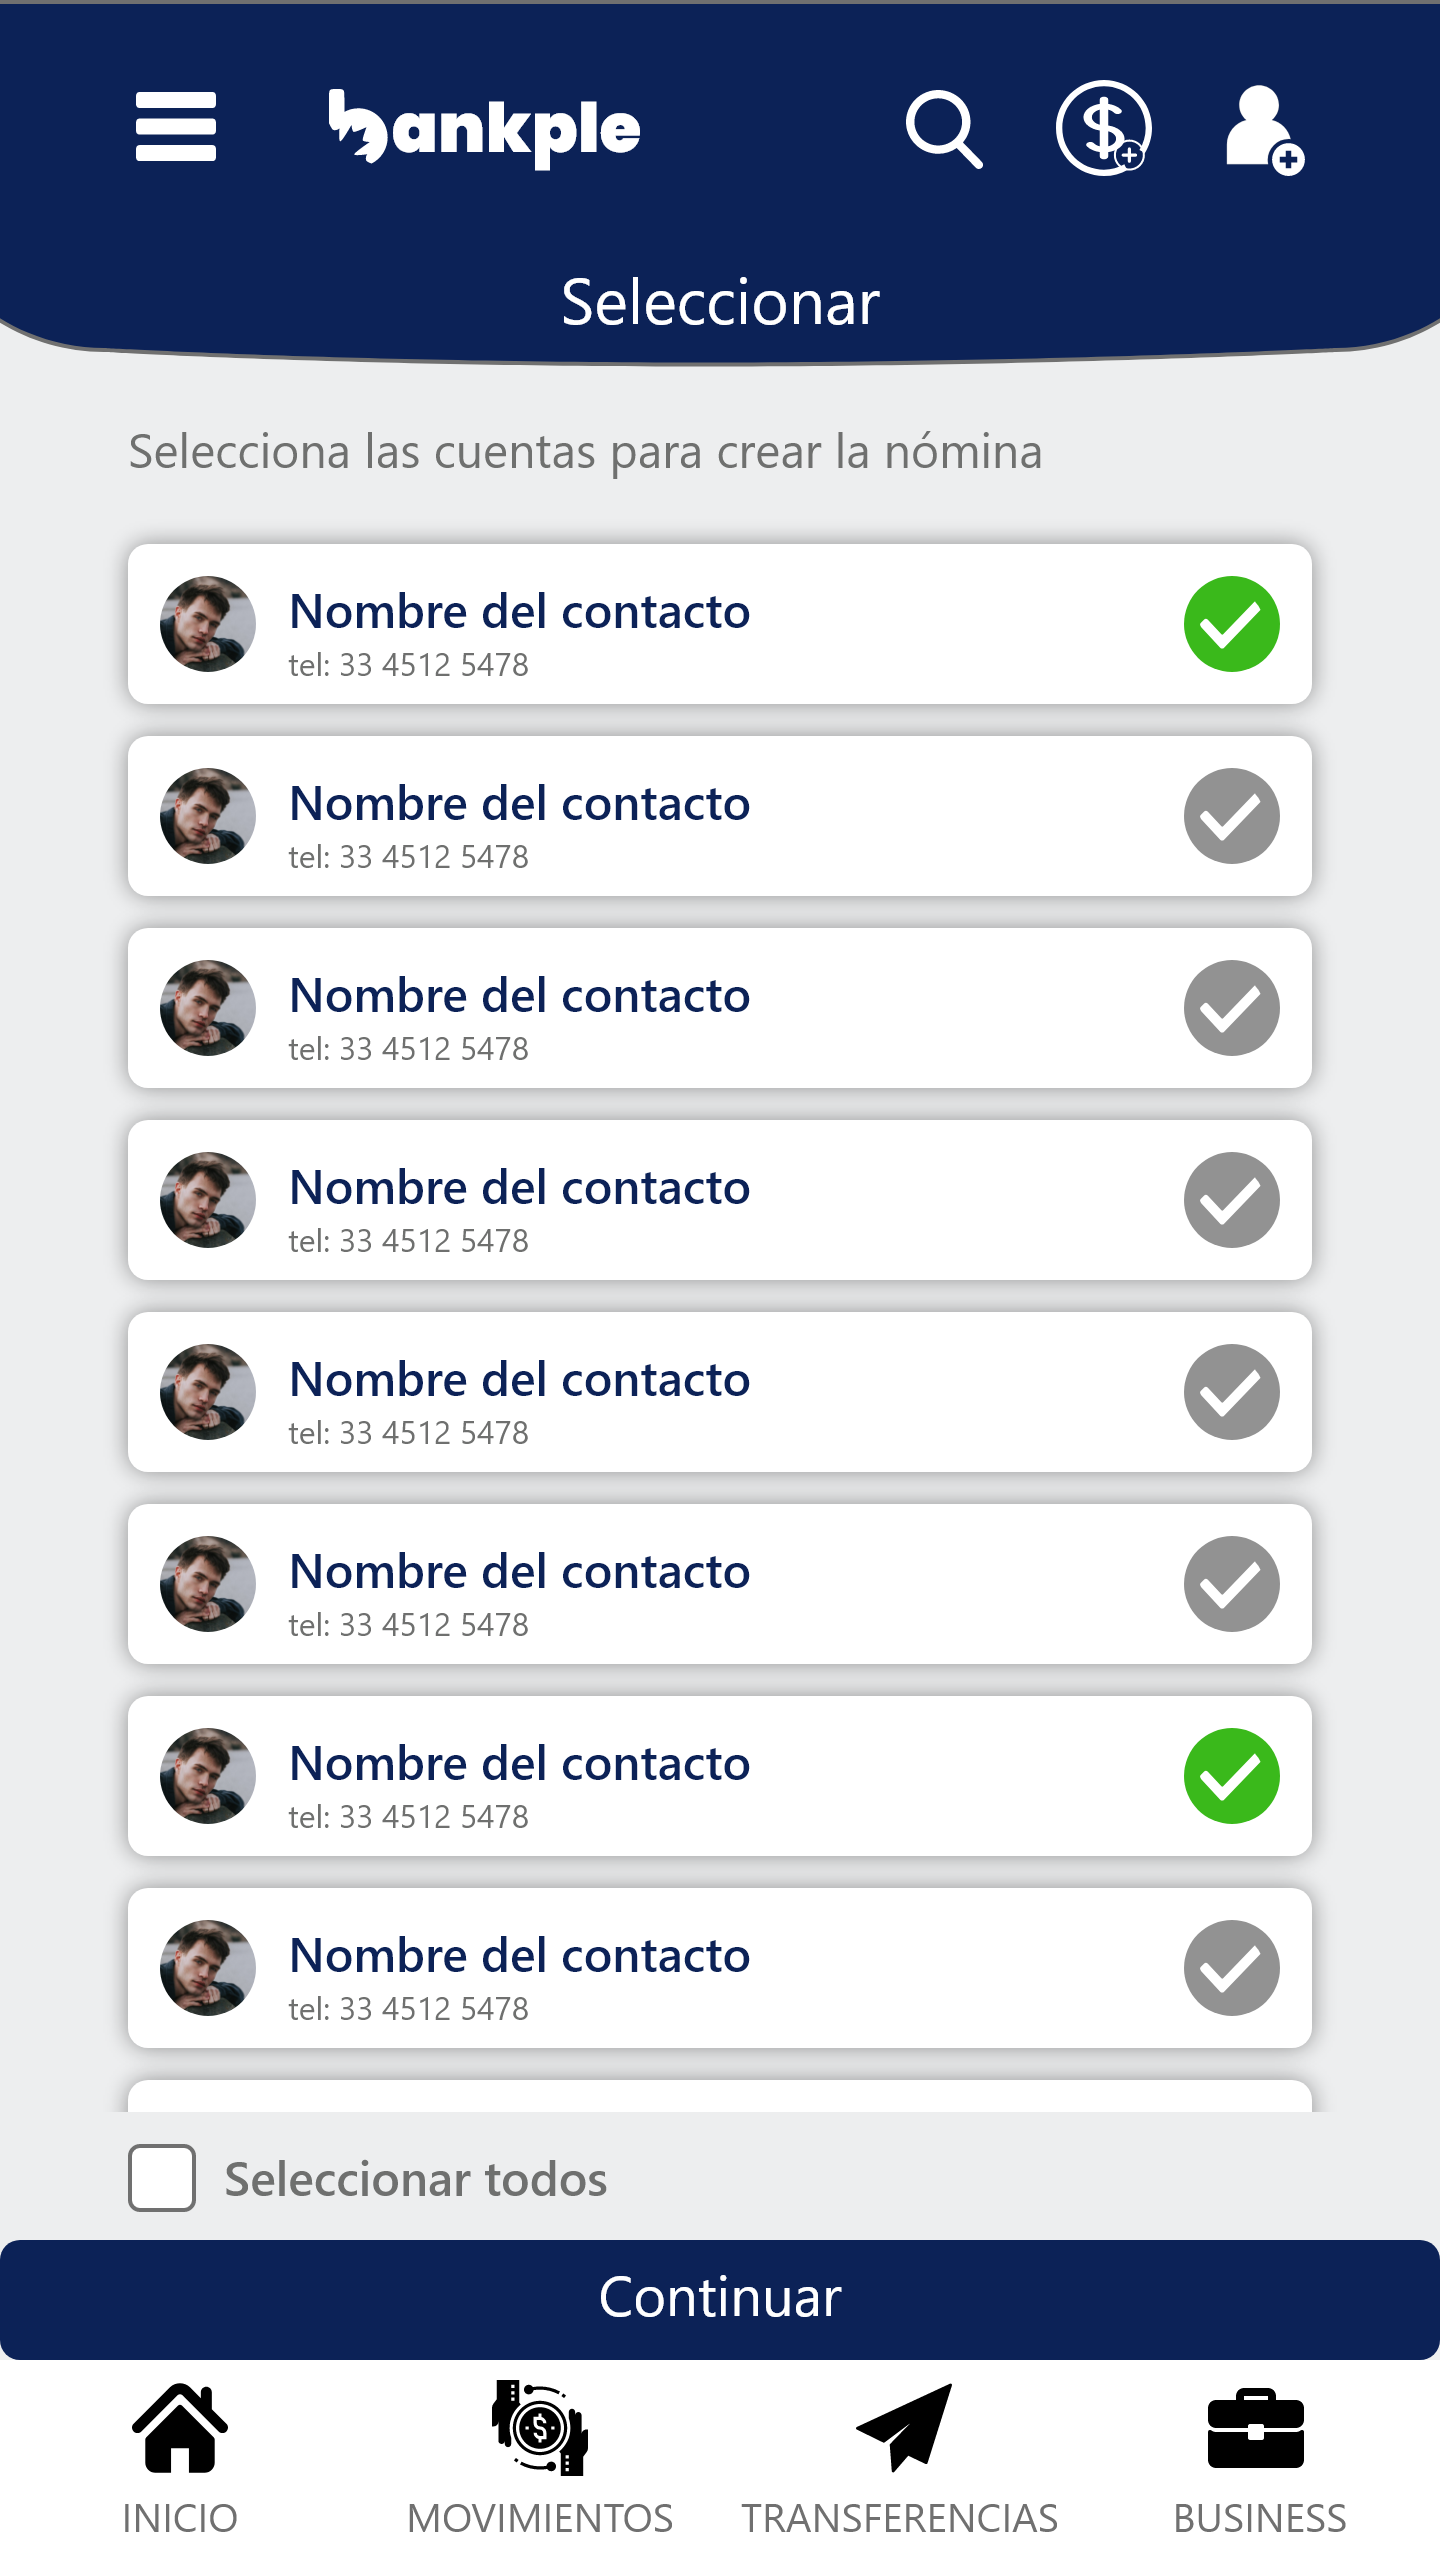 bankple
Seleccionar
Selecciona las cuentas para crear la nómina
Nombre del contacto
tel: 33 4512 5478
Nombre del contacto
tel: 33 4512 5478
Nombre del contacto
tel: 33 4512 5478
Nombre del contacto
tel: 33 4512 5478
Nombre del contacto
tel: 33 4512 5478
Nombre del contacto
tel: 33 4512 5478
Nombre del contacto
tel: 33 4512 5478
Nombre del contacto
tel: 33 4512 5478
Seleccionar todos
Continuar
INICIO MOVIMIENTOS TRANSFERENCIAS BUSINESS